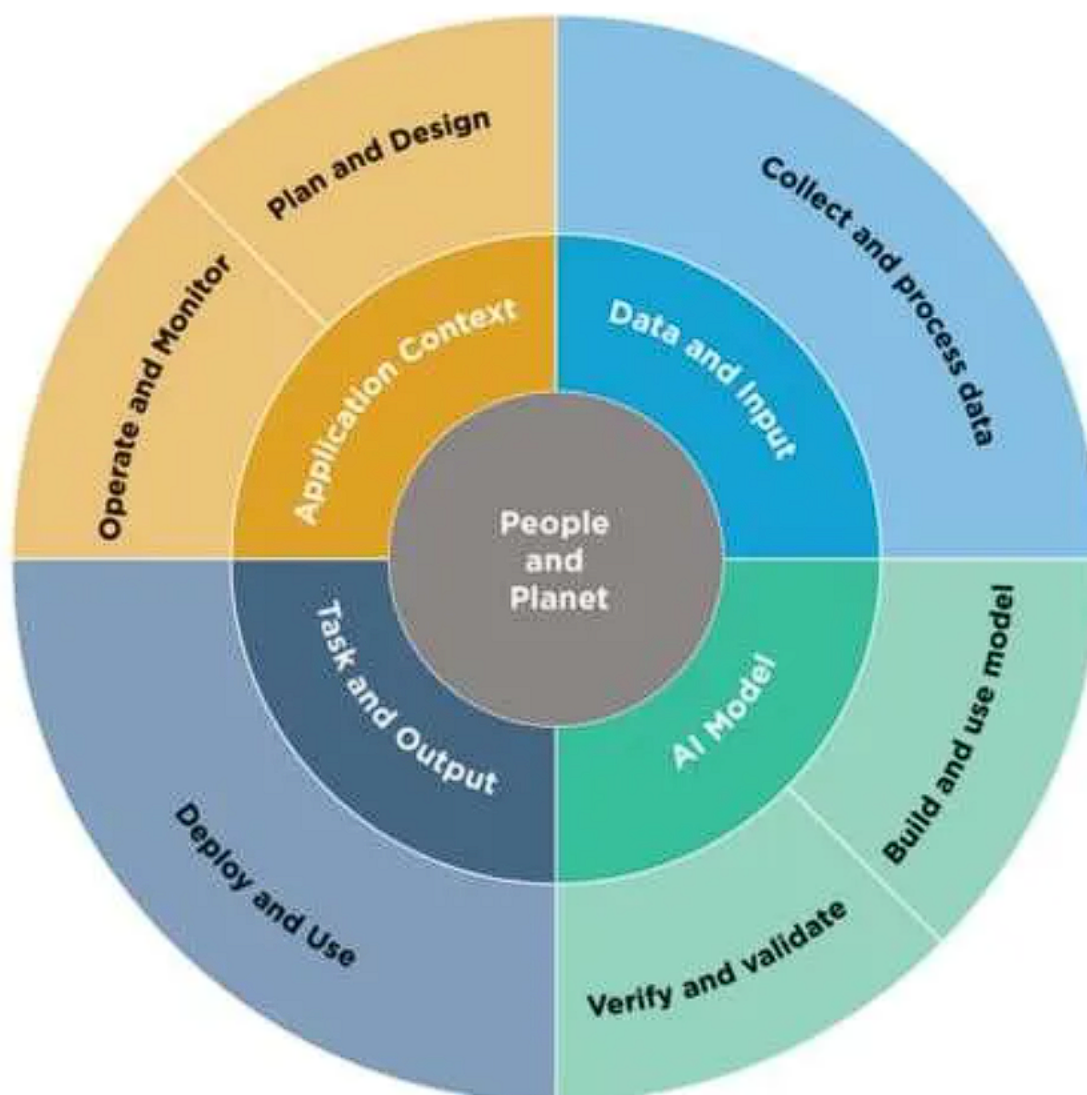 Plan and Design
Collect and process data
Operate and Monitor
Application Context
Data and Input
People
and
Planet
Task and Output
AI Model
Build and use model
Deploy and Use
Verify and validate